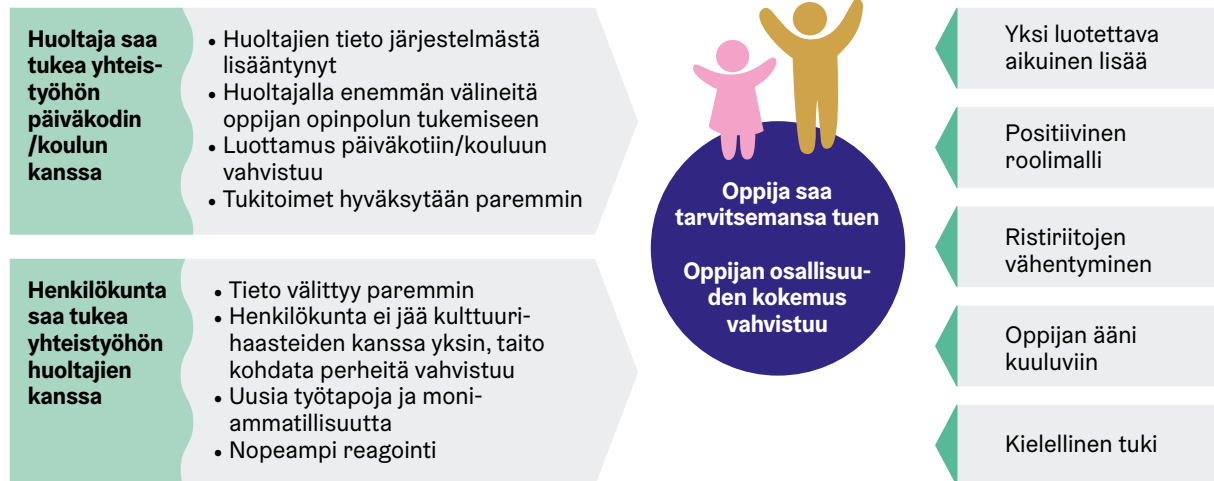 Huoltaja saa
tukea yhteis-
työhön
päiväkodin
/koulun
kanssa
• Huoltajien tieto järjestelmästä
lisääntynyt
• Huoltajalla enemmän välineitä
oppijan opinpolun tukemiseen
• Luottamus päiväkotiin/kouluun
vahvistuu
• Tukitoimet hyväksytään paremmin
Henkilökunta
saa tukea
yhteistyöhön
huoltajien
kanssa
• Tieto välittyy paremmin
• Henkilökunta ei jää kulttuuri-
haasteiden kanssa yksin, taito
kohdata perheitä vahvistuu
• Uusia työtapoja ja moni-
ammatillisuutta
• Nopeampi reagointi
Oppija saa
tarvitsemansa tuen
Oppijan osallisuu-
den kokemus
vahvistuu
Yksi luotettava
aikuinen lisää
Positiivinen
roolimalli
Ristiriitojen
vähentyminen
Oppijan ääni
kuuluviin
Kielellinen tuki